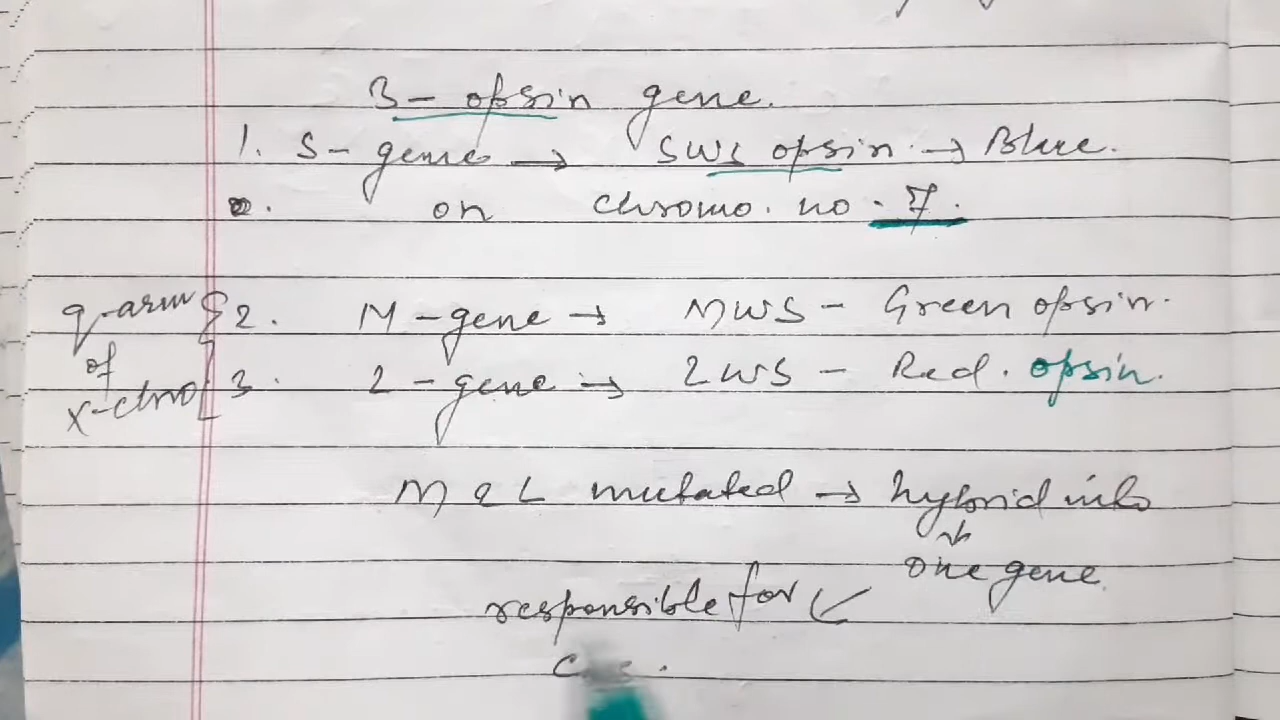 3- opsin gene.
1. S- gene → SWS opsin → Blue.
on chromo. no. 7.
q-arm 2. M-gene → MWS - Green opsin.
of
x-chro 3. L-gene → LWS - Red. opsin.
M & L mutated → hybrid into
↓
one gene.
responsible for ↙